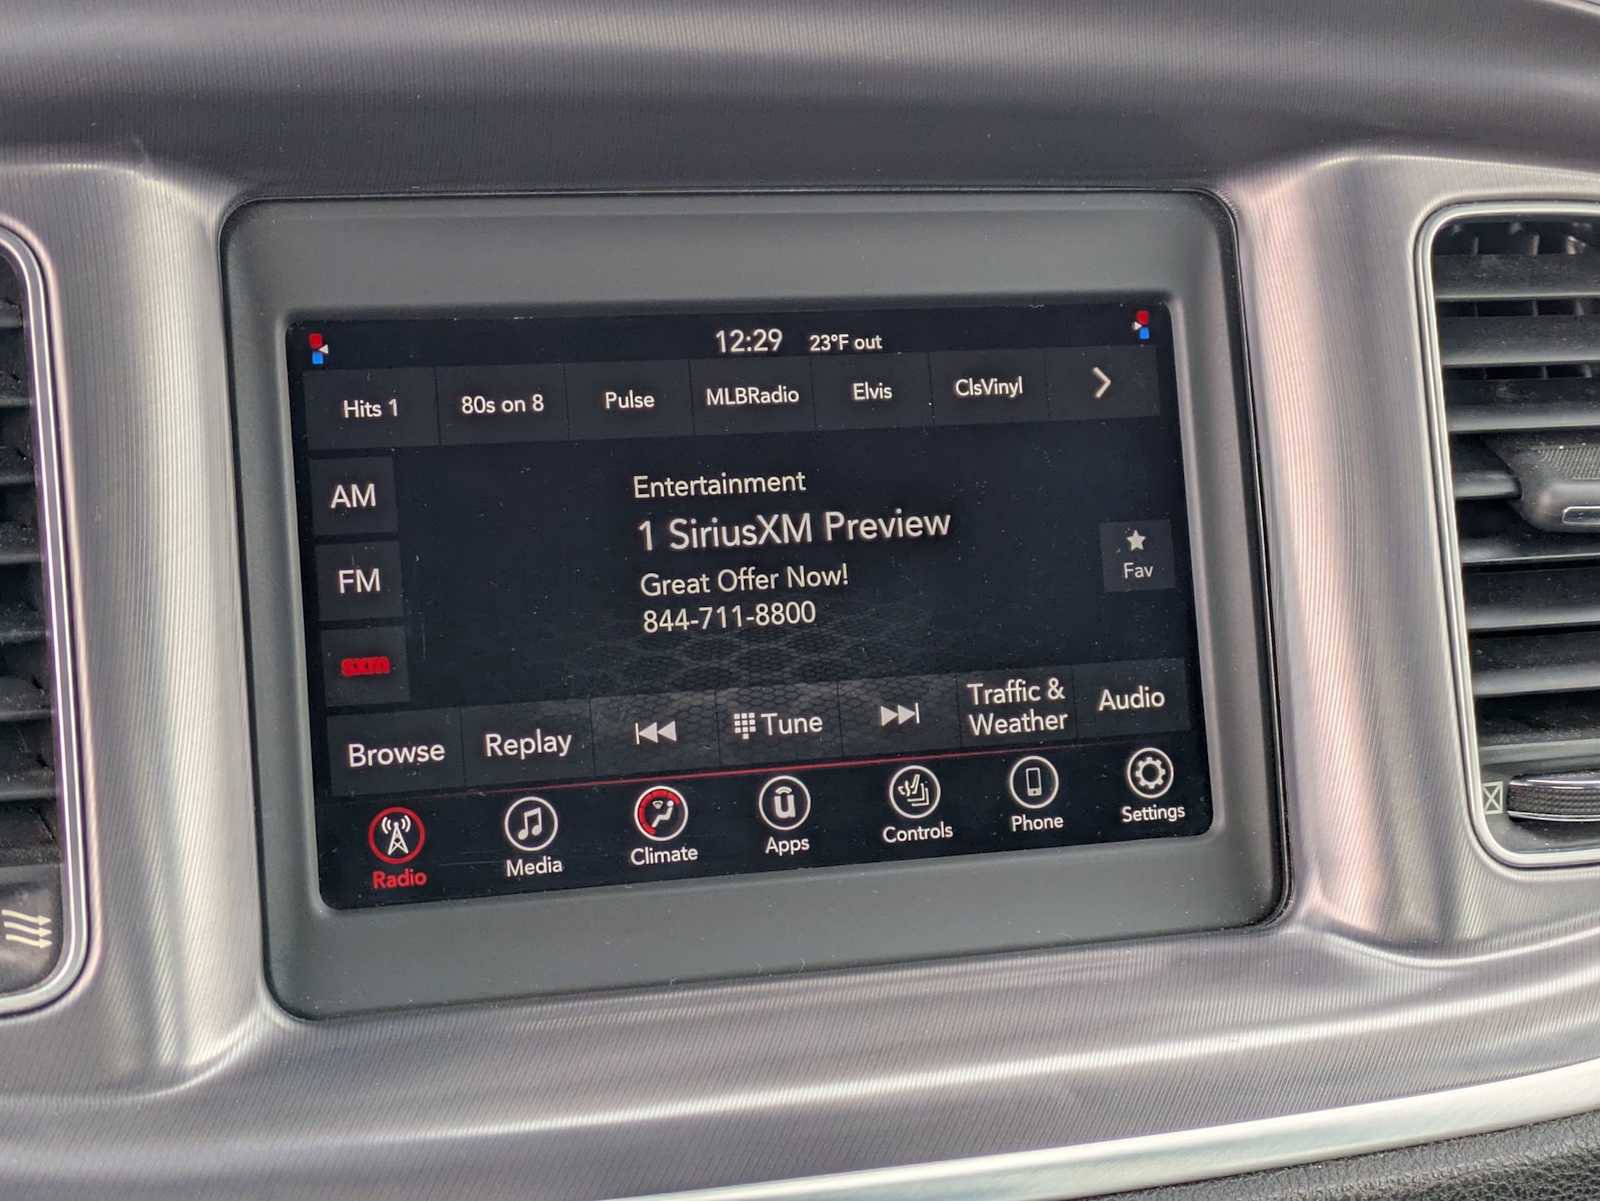 12:29 23°F out
Hits 1 80s on 8 Pulse MLBRadio Elvis ClsVinyl
AM
FM
sxm
Entertainment
1 SiriusXM Preview
Great Offer Now!
844-711-8800
Fav
Browse Replay Tune Traffic &
Weather Audio
Radio Media Climate Apps Controls Phone Settings